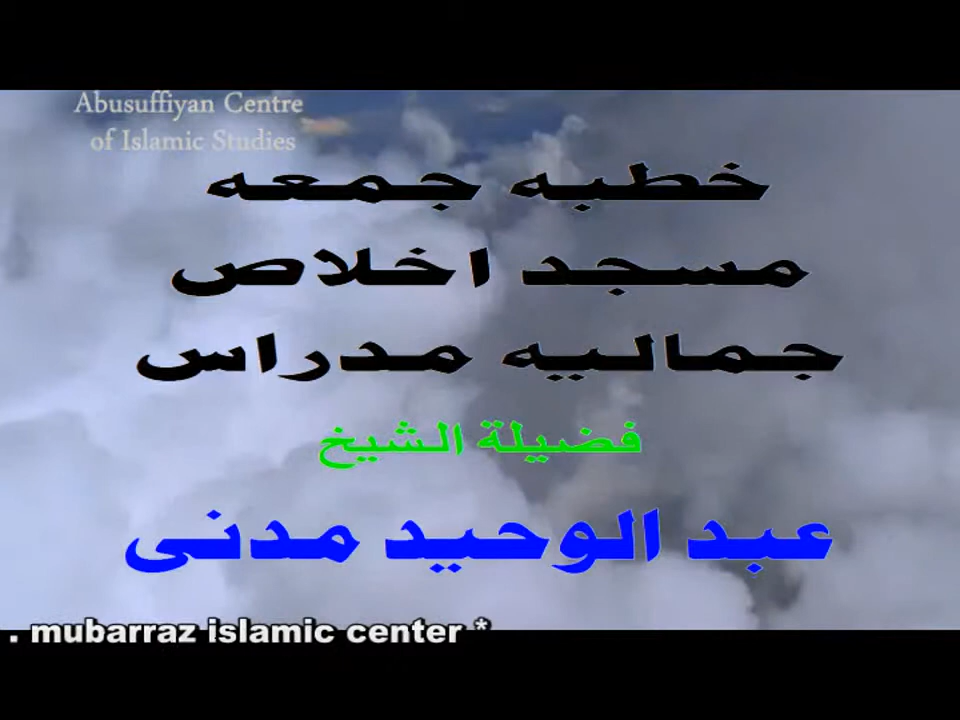 Abusuffiyan Centre
of Islamic Studies
خطبه جمعه
مسجد اخلاص
جماليه مدراس
فضيلة الشيخ
عبد الوحيد مدنى
. mubarraz islamic center *